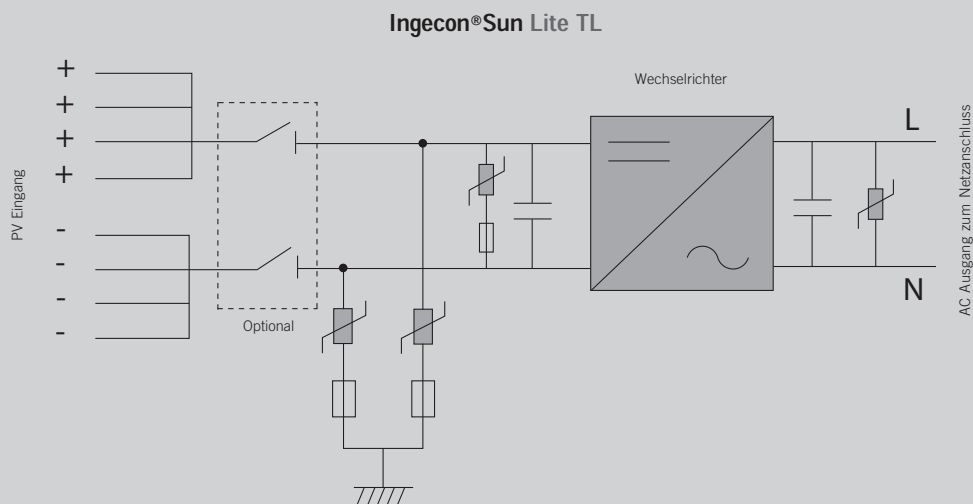 Ingecon®Sun Lite TL
Wechselrichter
+
+
+
+
-
-
-
-
PV Eingang
Optional
L
N
AC Ausgang zum Netzanschluss